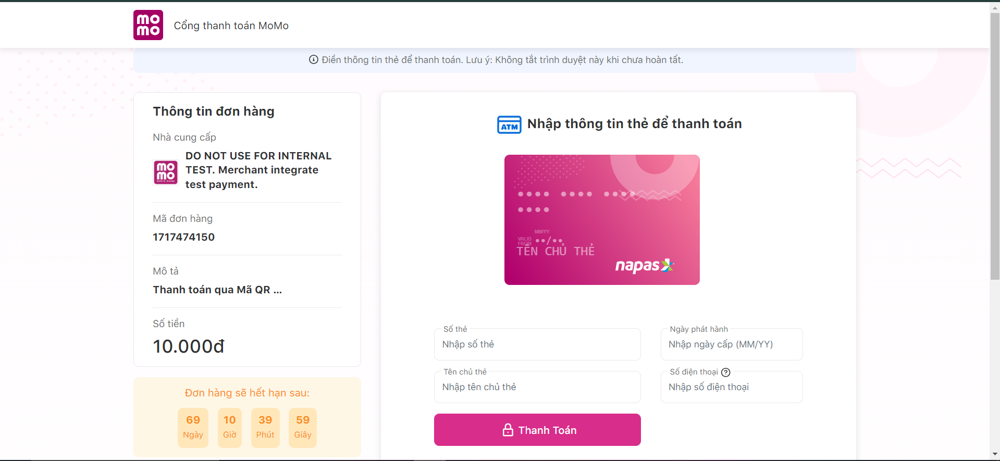 momo
Cổng thanh toán MoMo
Điền thông tin thẻ để thanh toán. Lưu ý: Không tắt trình duyệt này khi chưa hoàn tất.
Thông tin đơn hàng
Nhà cung cấp
momo
mobile money
DO NOT USE FOR INTERNAL
TEST. Merchant integrate
test payment.
Mã đơn hàng
1717474150
Mô tả
Thanh toán qua Mã QR ...
Số tiền
10.000đ
Đơn hàng sẽ hết hạn sau:
69 10 39 59
Ngày Giờ Phút Giây
ATM Nhập thông tin thẻ để thanh toán
MM/YY
VALID
FROM ••/••
TÊN CHỦ THẺ
napas
Số thẻ
Nhập số thẻ
Ngày phát hành
Nhập ngày cấp (MM/YY)
Tên chủ thẻ
Nhập tên chủ thẻ
Số điện thoại ?
Nhập số điện thoại
Thanh Toán